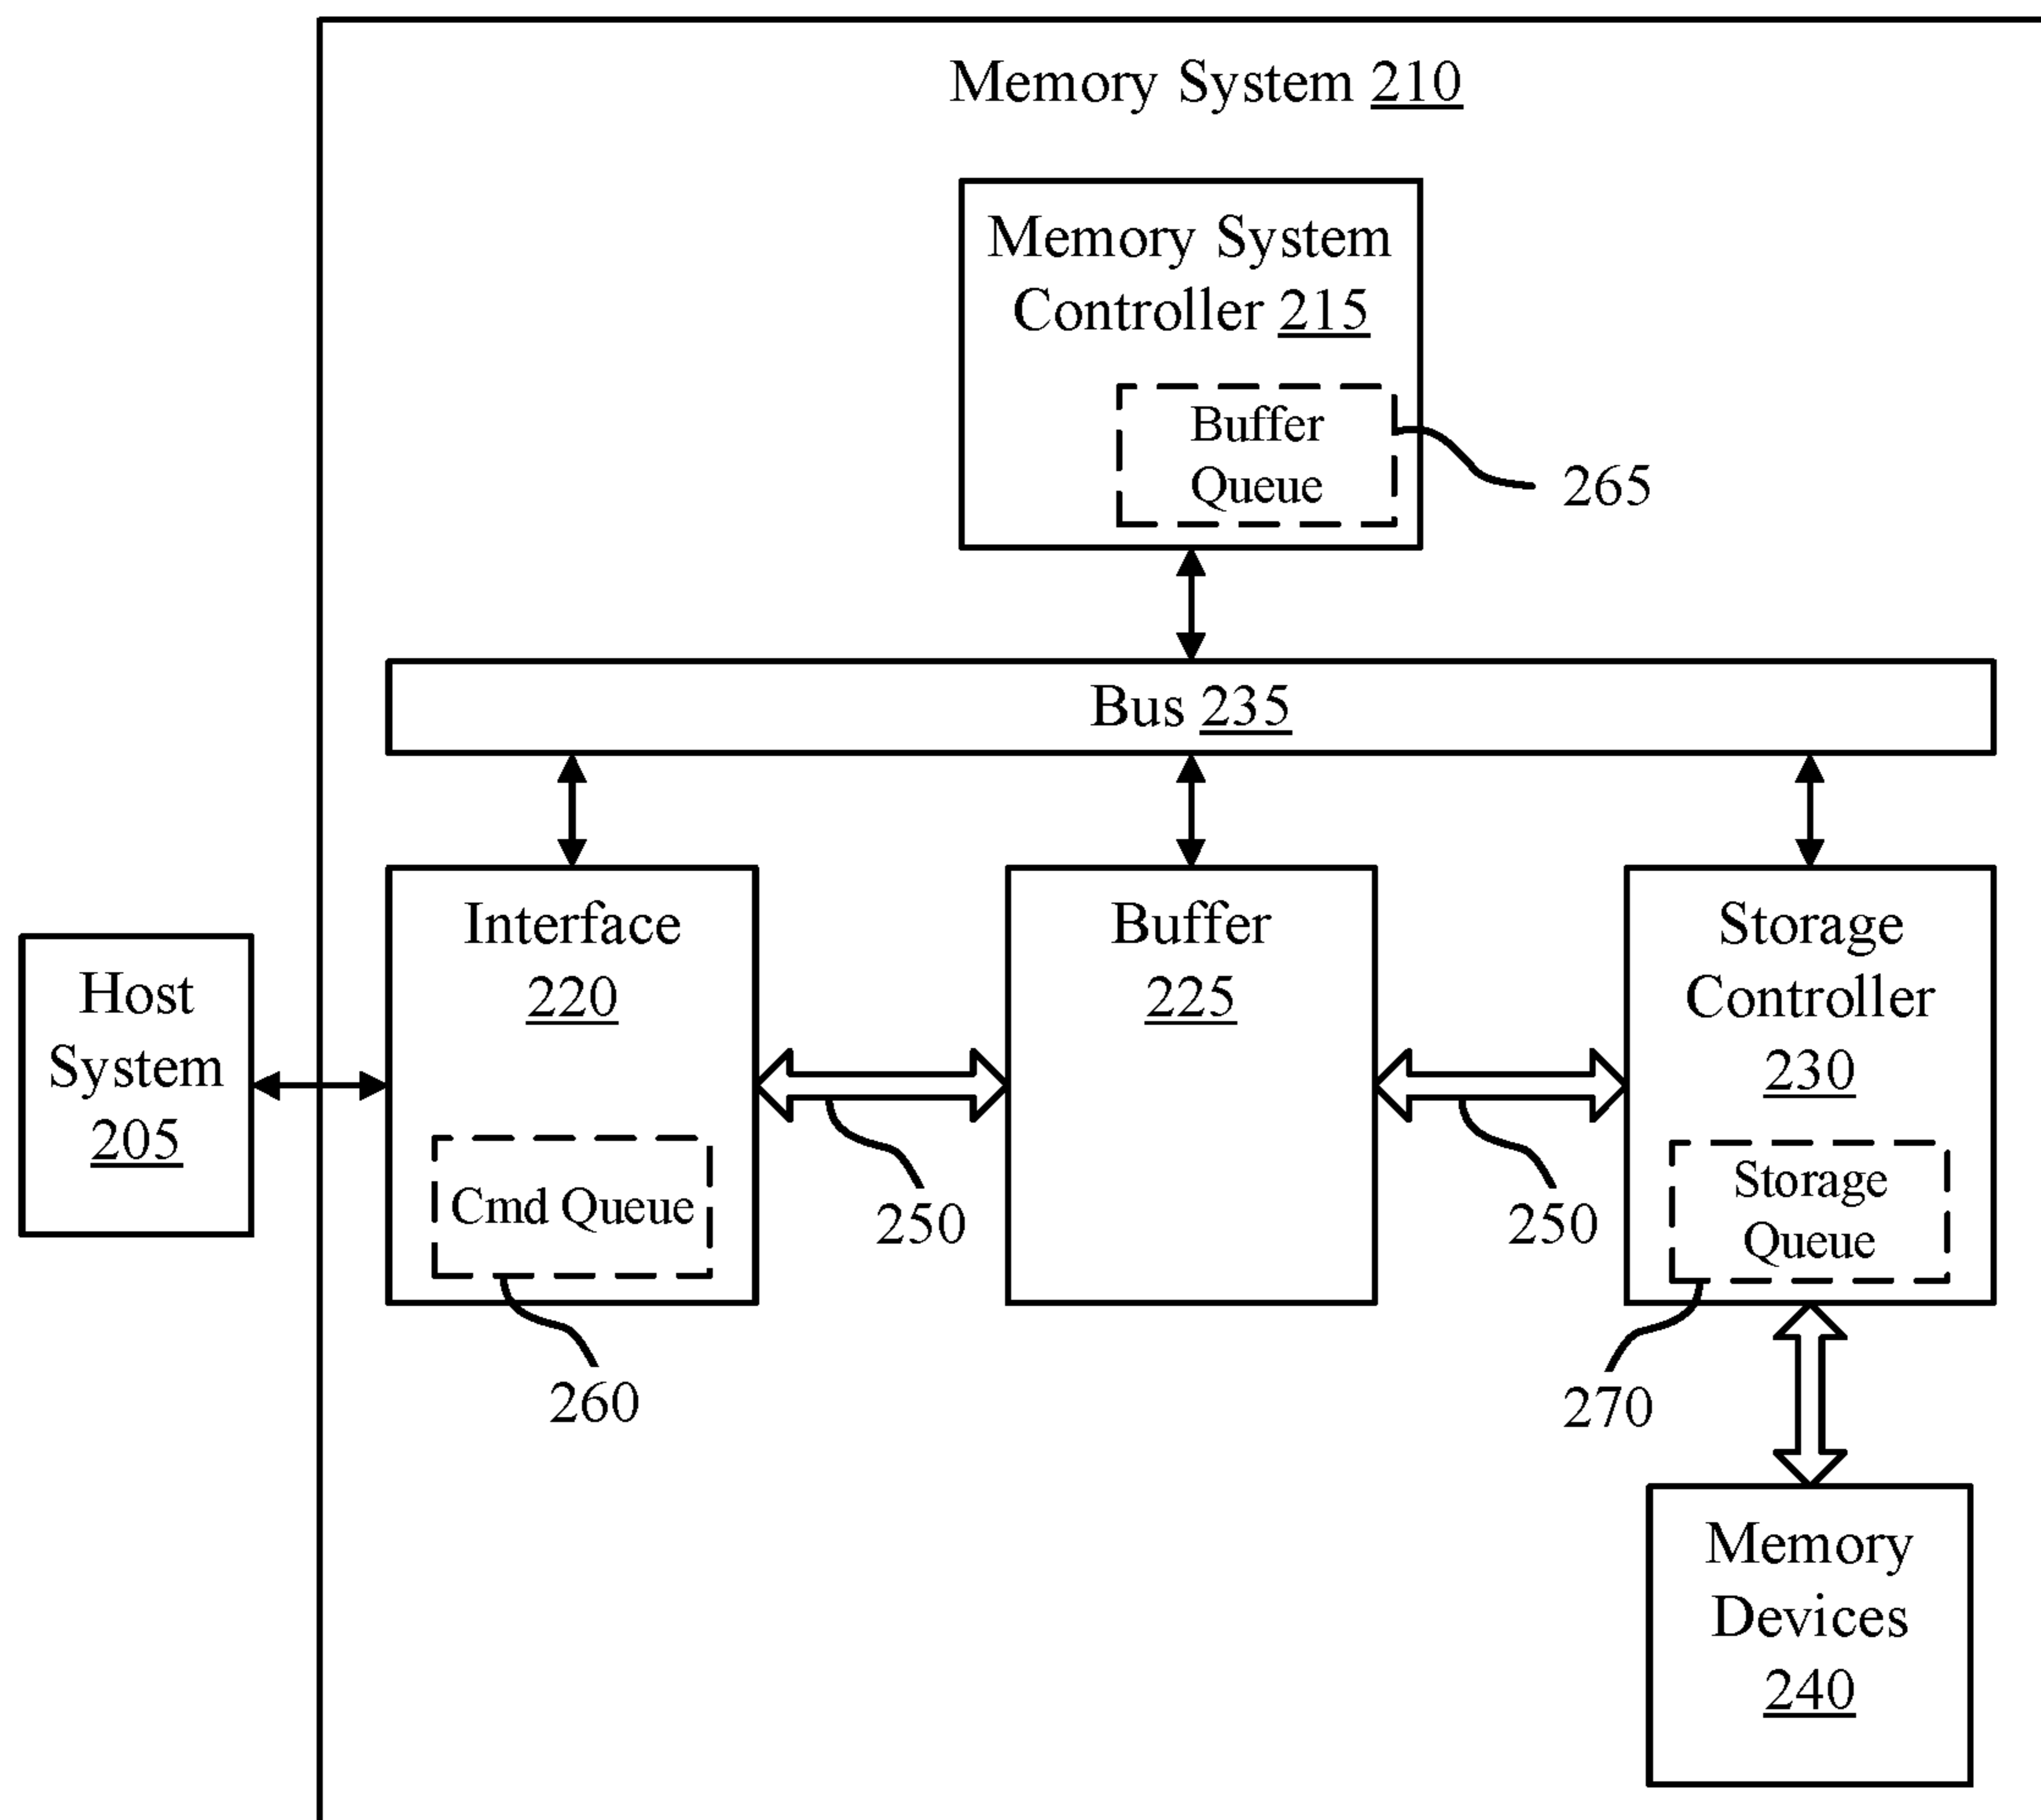 Memory System 210
Memory System
Controller 215
Buffer
Queue
265
Bus 235
Host
System
205
Interface
220
Cmd Queue
260
250
Buffer
225
250
Storage
Controller
230
Storage
Queue
270
Memory
Devices
240